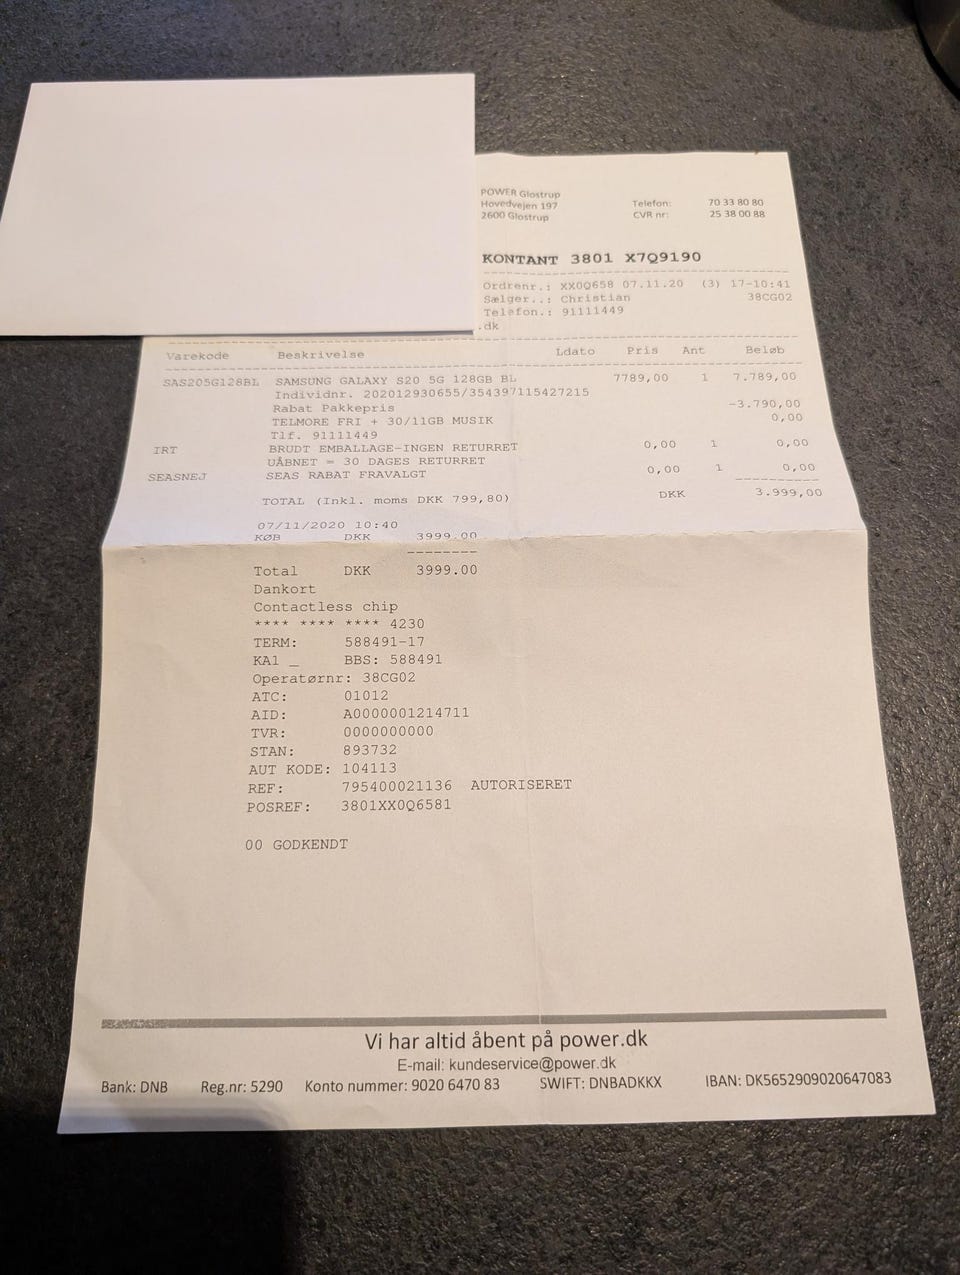 POWER Glostrup
Hovedvejen 197 Telefon: 70 33 80 80
2600 Glostrup CVR nr: 25 38 00 88
KONTANT 3801 X7Q9190
Ordrenr.: XX0Q658 07.11.20 (3) 17-10:41
Sælger..: Christian 38CG02
Telefon.: 91111449
.dk
Varekode Beskrivelse Ldato Pris Ant Beløb
SAS205G128BL SAMSUNG GALAXY S20 5G 128GB BL 7789,00 1 7.789,00
Individnr. 202012930655/354397115427215
Rabat Pakkepris -3.790,00
TELMORE FRI + 30/11GB MUSIK 0,00
Tlf. 91111449
IRT BRUDT EMBALLAGE-INGEN RETURRET 0,00 1 0,00
UÅBNET = 30 DAGES RETURRET
SEASNEJ SEAS RABAT FRAVALGT 0,00 1 0,00
TOTAL (Inkl. moms DKK 799,80) DKK 3.999,00
07/11/2020 10:40
KØB DKK 3999.00
Total DKK 3999.00
Dankort
Contactless chip
**** **** **** 4230
TERM: 588491-17
KA1 _ BBS: 588491
Operatørnr: 38CG02
ATC: 01012
AID: A0000001214711
TVR: 0000000000
STAN: 893732
AUT KODE: 104113
REF: 795400021136 AUTORISERET
POSREF: 3801XX0Q6581
00 GODKENDT
Vi har altid åbent på power.dk
E-mail: kundeservice@power.dk
Bank: DNB Reg.nr: 5290 Konto nummer: 9020 6470 83 SWIFT: DNBADKKX IBAN: DK5652909020647083